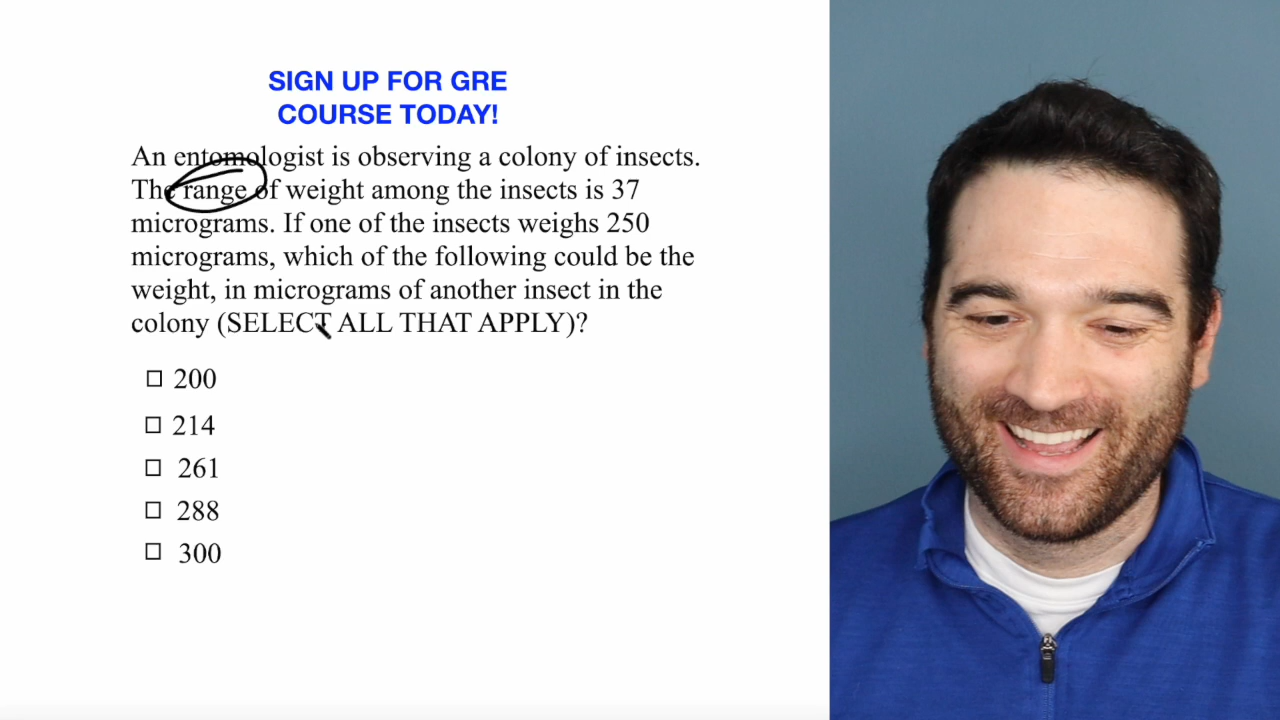 SIGN UP FOR GRE
COURSE TODAY!
An entomologist is observing a colony of insects.
The range of weight among the insects is 37
micrograms. If one of the insects weighs 250
micrograms, which of the following could be the
weight, in micrograms of another insect in the
colony (SELECT ALL THAT APPLY)?
200
214
261
288
300